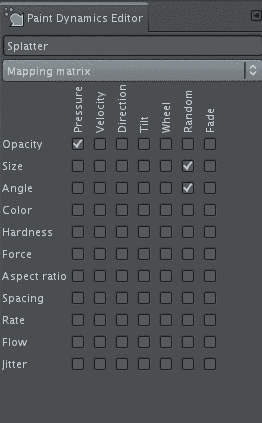 Paint Dynamics Editor
Splatter
Mapping matrix
Pressure Velocity Direction Tilt Wheel Random Fade
Opacity
Size
Angle
Color
Hardness
Force
Aspect ratio
Spacing
Rate
Flow
Jitter